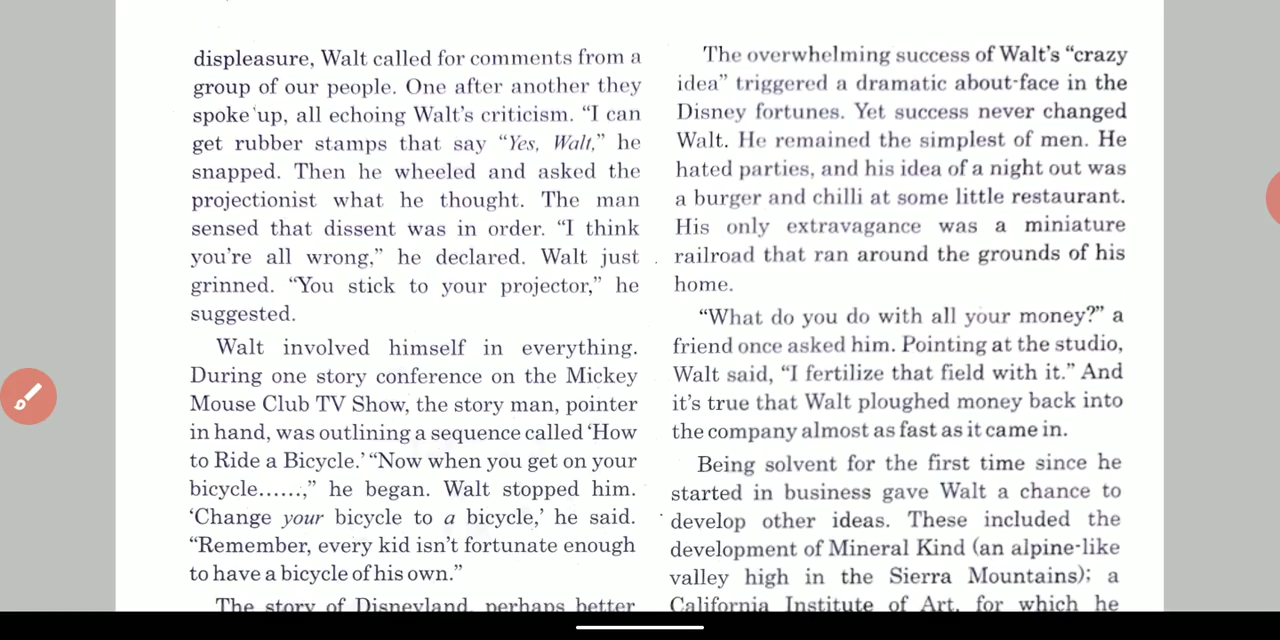 displeasure, Walt called for comments from a
group of our people. One after another they
spoke up, all echoing Walt's criticism. “I can
get rubber stamps that say “Yes, Walt,” he
snapped. Then he wheeled and asked the
projectionist what he thought. The man
sensed that dissent was in order. “I think
you're all wrong,” he declared. Walt just
grinned. “You stick to your projector,” he
suggested.
Walt involved himself in everything.
During one story conference on the Mickey
Mouse Club TV Show, the story man, pointer
in hand, was outlining a sequence called ‘How
to Ride a Bicycle.’ “Now when you get on your
bicycle......,” he began. Walt stopped him.
‘Change your bicycle to a bicycle,’ he said.
“Remember, every kid isn't fortunate enough
to have a bicycle of his own.”
The story of Disneyland, perhaps better
The overwhelming success of Walt's “crazy
idea” triggered a dramatic about-face in the
Disney fortunes. Yet success never changed
Walt. He remained the simplest of men. He
hated parties, and his idea of a night out was
a burger and chilli at some little restaurant.
His only extravagance was a miniature
railroad that ran around the grounds of his
home.
“What do you do with all your money?” a
friend once asked him. Pointing at the studio,
Walt said, “I fertilize that field with it.” And
it's true that Walt ploughed money back into
the company almost as fast as it came in.
Being solvent for the first time since he
started in business gave Walt a chance to
develop other ideas. These included the
development of Mineral Kind (an alpine-like
valley high in the Sierra Mountains); a
California Institute of Art, for which he